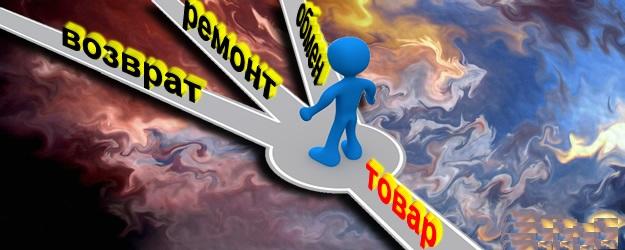 возврат
ремонт
обмен
товар